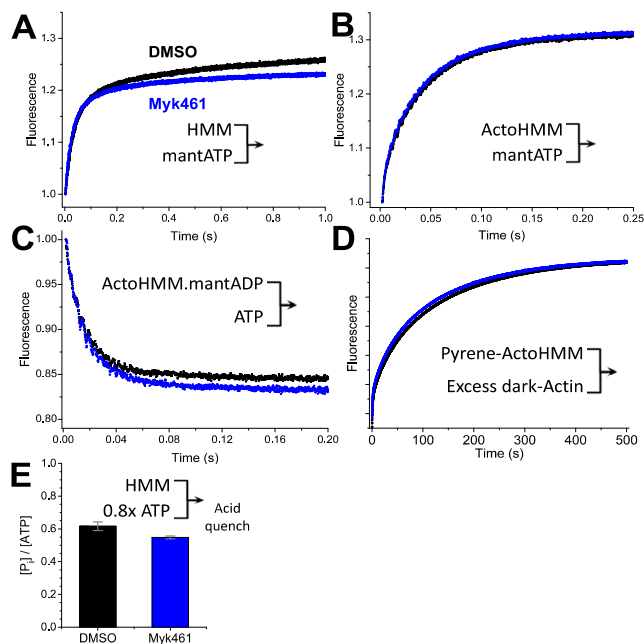 A
Fluorescence
1.3
1.2
1.1
1.0
DMSO
Myk461
HMM
mantATP
0.0 0.2 0.4 0.6 0.8 1.0
Time (s)
B
Fluorescence
1.3
1.2
1.1
1.0
ActoHMM
mantATP
0.00 0.05 0.10 0.15 0.20 0.25
Time (s)
C
Fluorescence
1.00
0.95
0.90
0.85
0.80
ActoHMM.mantADP
ATP
0.00 0.04 0.08 0.12 0.16 0.20
Time (s)
D
Fluorescence
Pyrene-ActoHMM
Excess dark-Actin
0 100 200 300 400 500
Time (s)
E
[Pi] / [ATP]
1.0
0.8
0.6
0.4
0.2
0.0
HMM
0.8x ATP
Acid
quench
DMSO Myk461